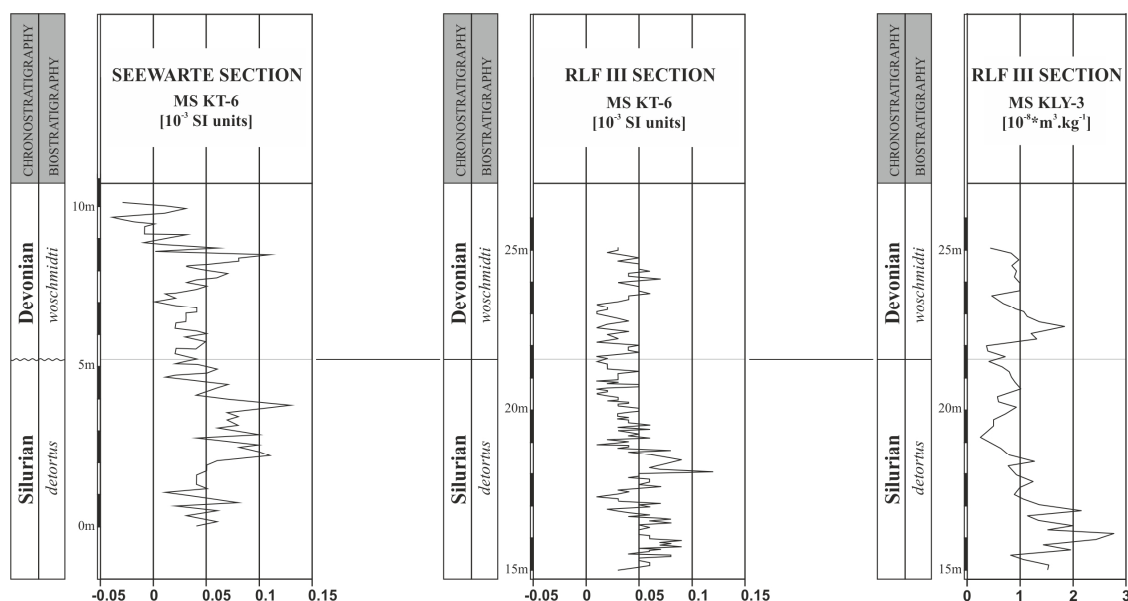 CHRONOSTRATIGRAPHY
BIOSTRATIGRAPHY
SEEWARTE SECTION
MS KT-6
[10⁻³ SI units]
10m
5m
0m
Devonian
woschmidti
Silurian
detortus
-0.05 0 0.05 0.1 0.15
CHRONOSTRATIGRAPHY
BIOSTRATIGRAPHY
RLF III SECTION
MS KT-6
[10⁻³ SI units]
25m
20m
15m
Devonian
woschmidti
Silurian
detortus
-0.05 0 0.05 0.1 0.15
CHRONOSTRATIGRAPHY
BIOSTRATIGRAPHY
RLF III SECTION
MS KLY-3
[10⁻⁸*m³.kg⁻¹]
25m
20m
15m
Devonian
woschmidti
Silurian
detortus
0 1 2 3